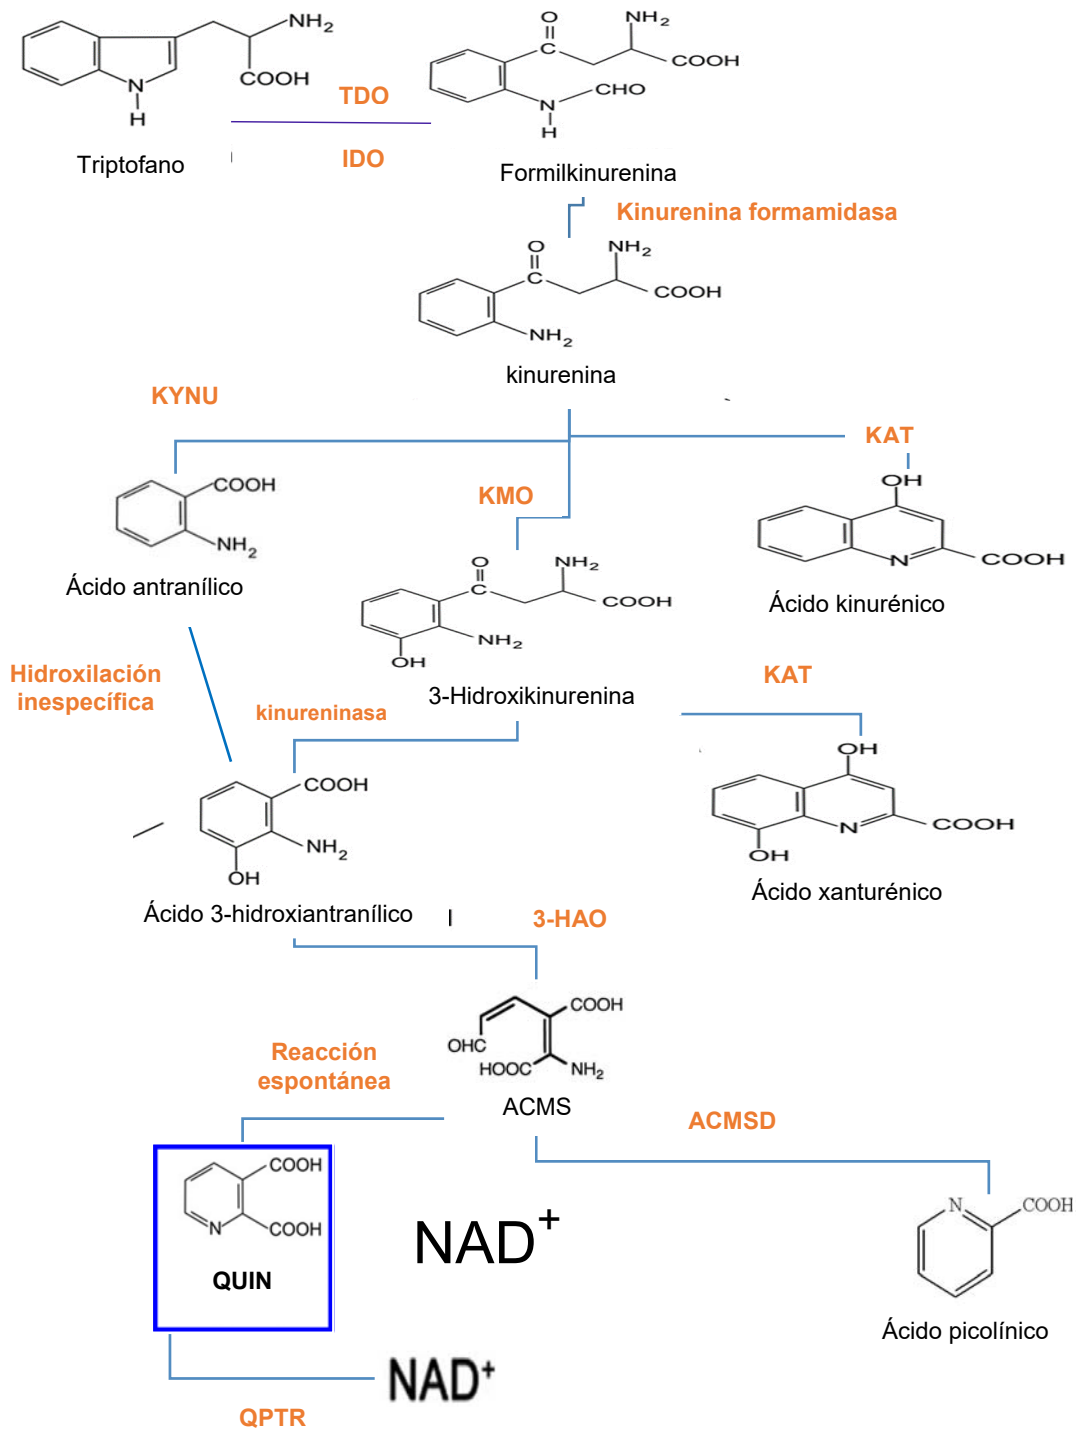 NH₂
COOH
N
H
Triptofano
TDO
IDO
O
C
NH₂
COOH
N
CHO
H
Formilkinurenina
Kinurenina formamidasa
O
C
NH₂
COOH
NH₂
kinurenina
KYNU
KAT
KMO
COOH
NH₂
Ácido antranílico
O
C
NH₂
COOH
NH₂
OH
3-Hidroxikinurenina
OH
N
COOH
Ácido kinurénico
Hidroxilación
inespecífica
kinureninasa
KAT
COOH
NH₂
OH
Ácido 3-hidroxiantranílico
OH
N
COOH
OH
Ácido xanturénico
3-HAO
COOH
OHC
HOOC
NH₂
ACMS
Reacción
espontánea
ACMSD
COOH
N
COOH
QUIN
NAD⁺
N
COOH
Ácido picolínico
NAD⁺
QPTR